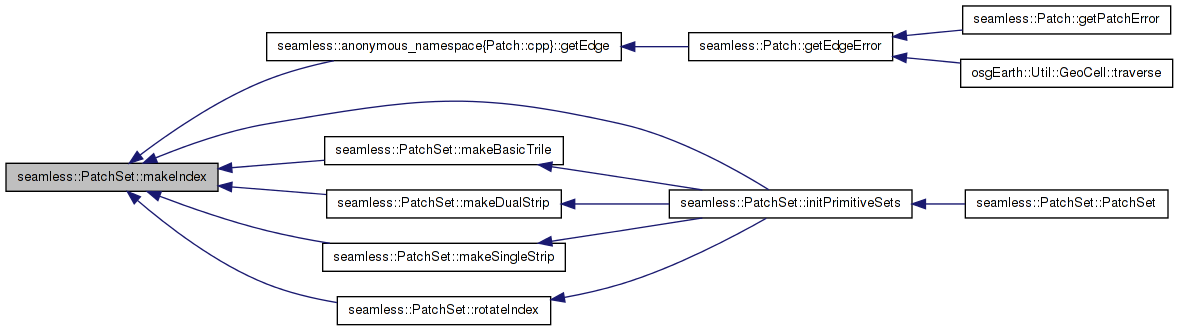 seamless::Patch::getPatchError
seamless::anonymous_namespace{Patch::cpp}::getEdge
seamless::Patch::getEdgeError
osgEarth::Util::GeoCell::traverse
seamless::PatchSet::makeBasicTrile
seamless::PatchSet::makeIndex
seamless::PatchSet::makeDualStrip
seamless::PatchSet::initPrimitiveSets
seamless::PatchSet::PatchSet
seamless::PatchSet::makeSingleStrip
seamless::PatchSet::rotateIndex